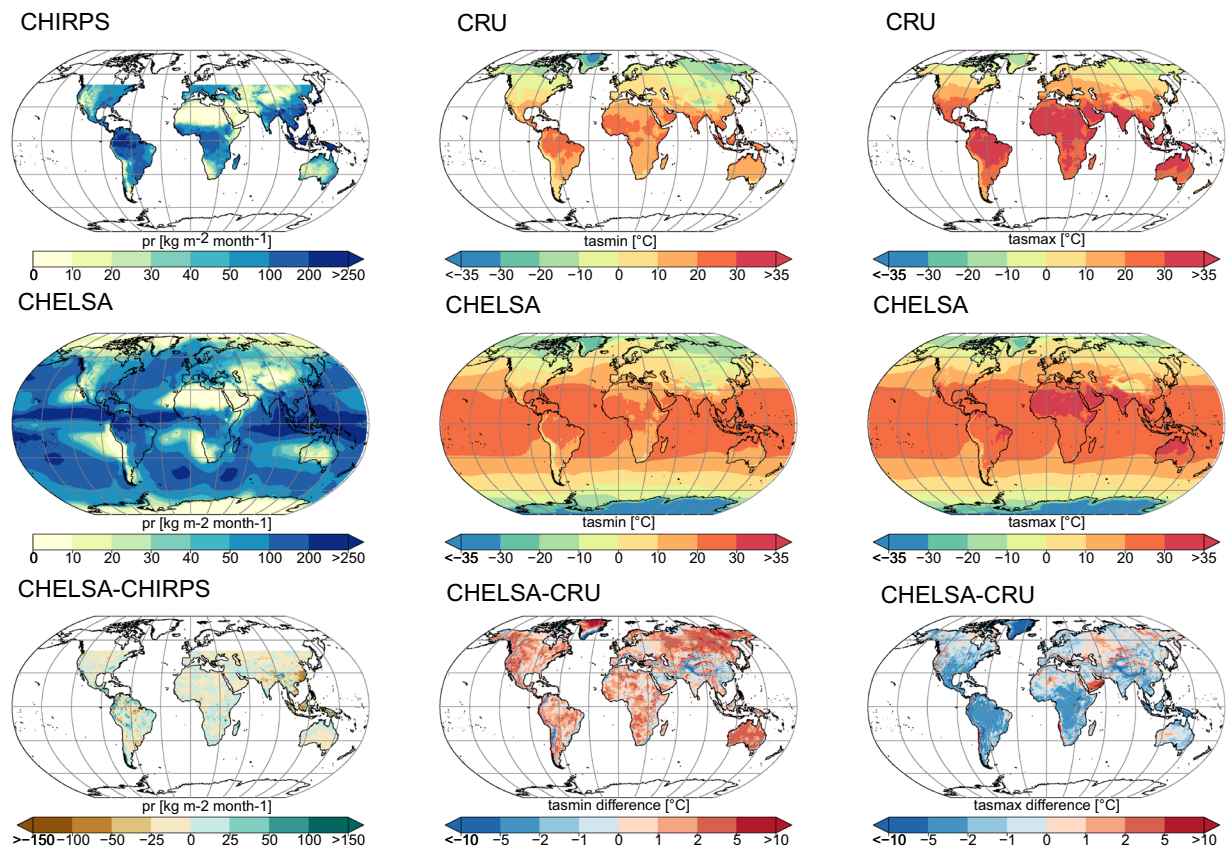 CHIRPS
CRU
CRU
pr [kg m-2 month-1]
tasmin [°C]
tasmax [°C]
0 10 20 30 40 50 100 200 >250
<−35 −30 −20 −10 0 10 20 30 >35
<−35 −30 −20 −10 0 10 20 30 >35
CHELSA
CHELSA
CHELSA
pr [kg m-2 month-1]
tasmin [°C]
tasmax [°C]
0 10 20 30 40 50 100 200 >250
<−35 −30 −20 −10 0 10 20 30 >35
<−35 −30 −20 −10 0 10 20 30 >35
CHELSA-CHIRPS
CHELSA-CRU
CHELSA-CRU
pr [kg m-2 month-1]
tasmin difference [°C]
tasmax difference [°C]
>−150 −100 −50 −25 0 25 50 100 >150
<−10 −5 −2 −1 0 1 2 5 >10
<−10 −5 −2 −1 0 1 2 5 >10